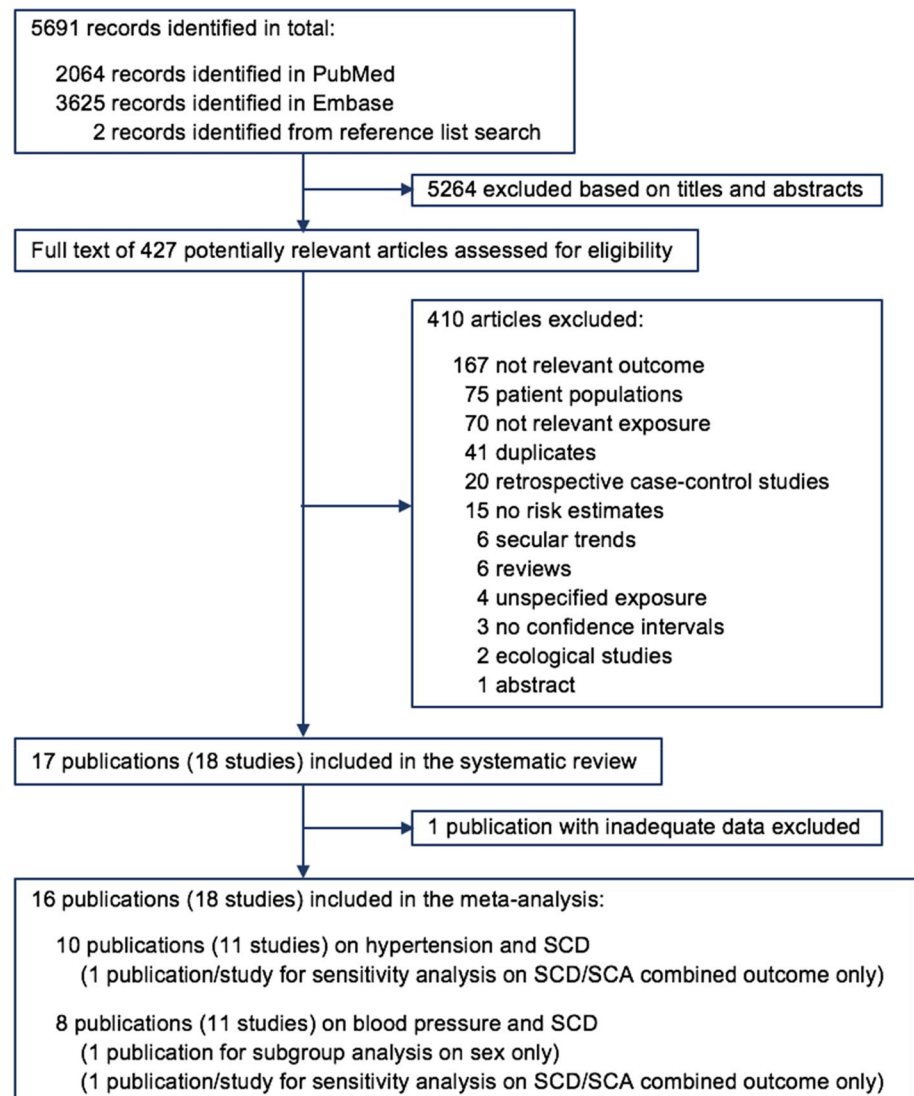 5691 records identified in total:
2064 records identified in PubMed
3625 records identified in Embase
2 records identified from reference list search
5264 excluded based on titles and abstracts
Full text of 427 potentially relevant articles assessed for eligibility
410 articles excluded:
167 not relevant outcome
75 patient populations
70 not relevant exposure
41 duplicates
20 retrospective case-control studies
15 no risk estimates
6 secular trends
6 reviews
4 unspecified exposure
3 no confidence intervals
2 ecological studies
1 abstract
17 publications (18 studies) included in the systematic review
1 publication with inadequate data excluded
16 publications (18 studies) included in the meta-analysis:
10 publications (11 studies) on hypertension and SCD
(1 publication/study for sensitivity analysis on SCD/SCA combined outcome only)
8 publications (11 studies) on blood pressure and SCD
(1 publication for subgroup analysis on sex only)
(1 publication/study for sensitivity analysis on SCD/SCA combined outcome only)